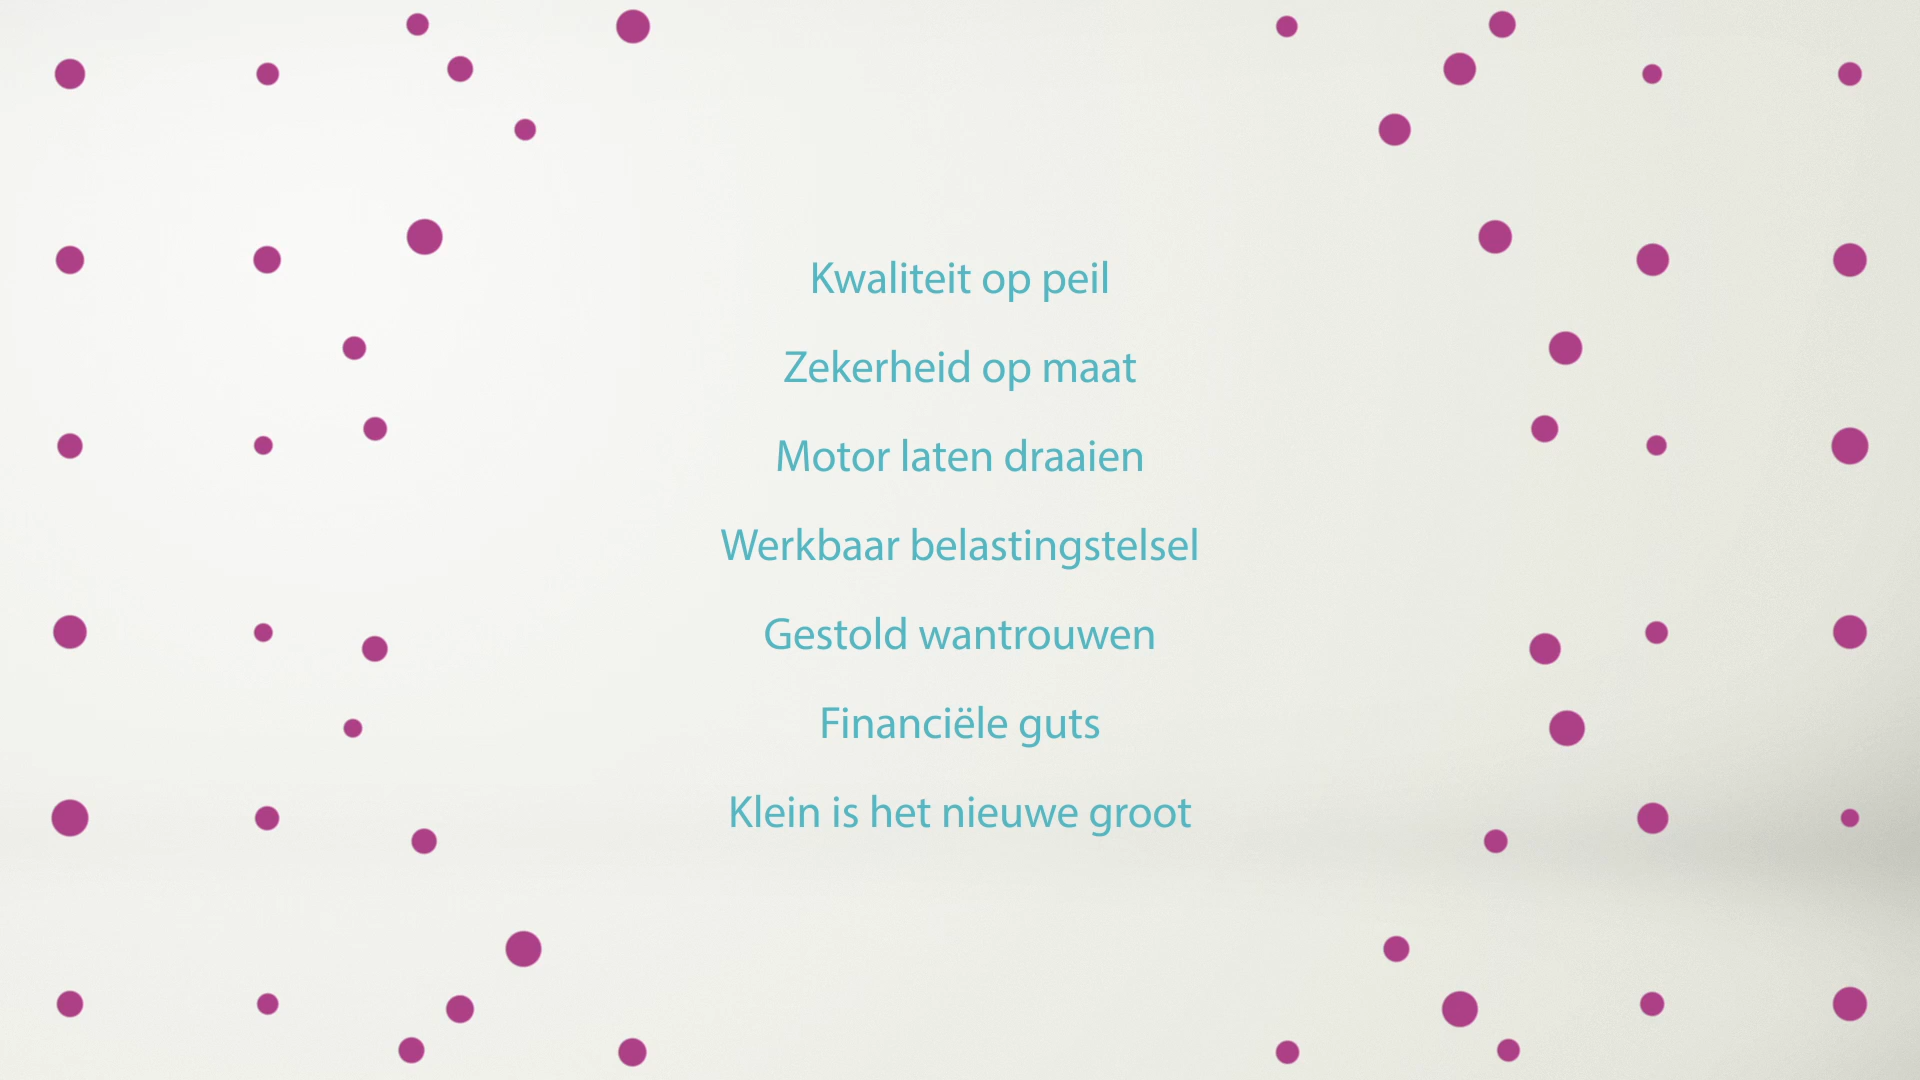 Kwaliteit op peil
Zekerheid op maat
Motor laten draaien
Werkbaar belastingstelsel
Gestold wantrouwen
Financiële guts
Klein is het nieuwe groot